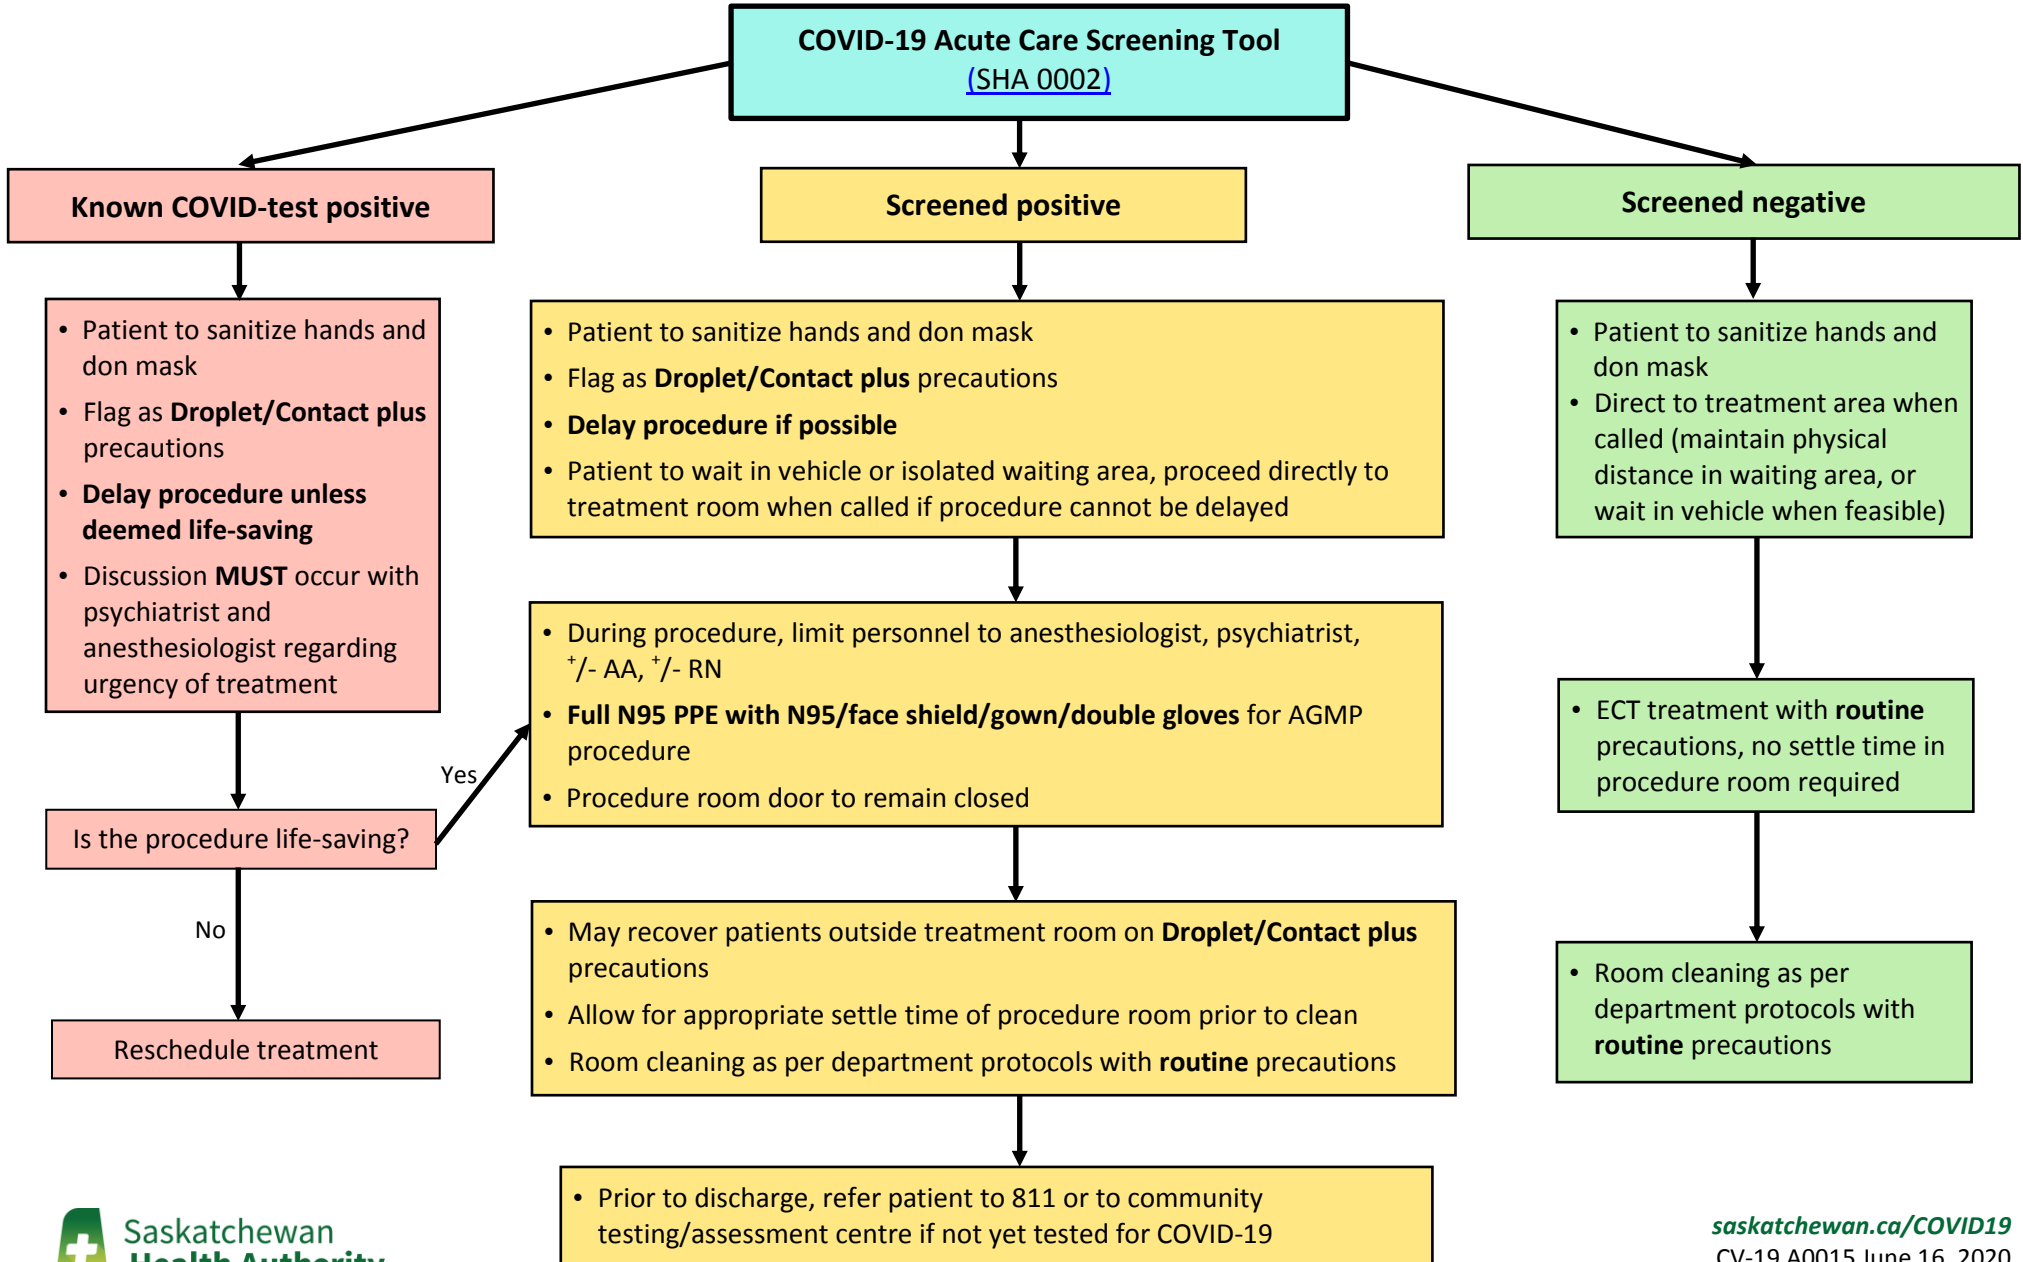 COVID-19 Acute Care Screening Tool
(SHA 0002)
Known COVID-test positive
• Patient to sanitize hands and
don mask
• Flag as Droplet/Contact plus
precautions
• Delay procedure unless
deemed life-saving
• Discussion MUST occur with
psychiatrist and
anesthesiologist regarding
urgency of treatment
Is the procedure life-saving?
Yes
No
Reschedule treatment
Screened positive
• Patient to sanitize hands and don mask
• Flag as Droplet/Contact plus precautions
• Delay procedure if possible
• Patient to wait in vehicle or isolated waiting area, proceed directly to
treatment room when called if procedure cannot be delayed
• During procedure, limit personnel to anesthesiologist, psychiatrist,
+/- AA, +/- RN
• Full N95 PPE with N95/face shield/gown/double gloves for AGMP
procedure
• Procedure room door to remain closed
• May recover patients outside treatment room on Droplet/Contact plus
precautions
• Allow for appropriate settle time of procedure room prior to clean
• Room cleaning as per department protocols with routine precautions
• Prior to discharge, refer patient to 811 or to community
testing/assessment centre if not yet tested for COVID-19
Screened negative
• Patient to sanitize hands and
don mask
• Direct to treatment area when
called (maintain physical
distance in waiting area, or
wait in vehicle when feasible)
• ECT treatment with routine
precautions, no settle time in
procedure room required
• Room cleaning as per
department protocols with
routine precautions
Saskatchewan
Health Authority
saskatchewan.ca/COVID19
CV-19 A0015 June 16, 2020